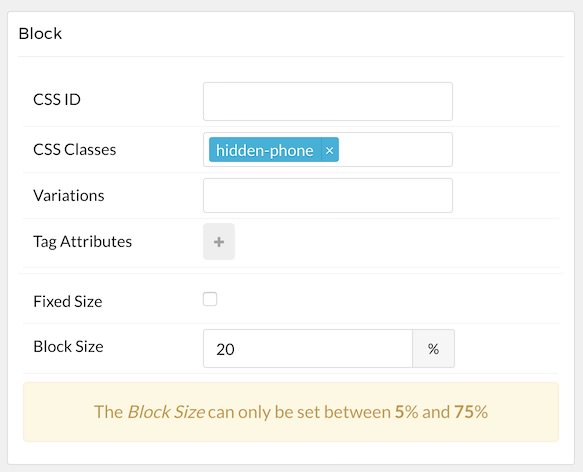 Block
CSS ID
CSS Classes hidden-phone ×
Variations
Tag Attributes +
Fixed Size
Block Size 20 %
The Block Size can only be set between 5% and 75%